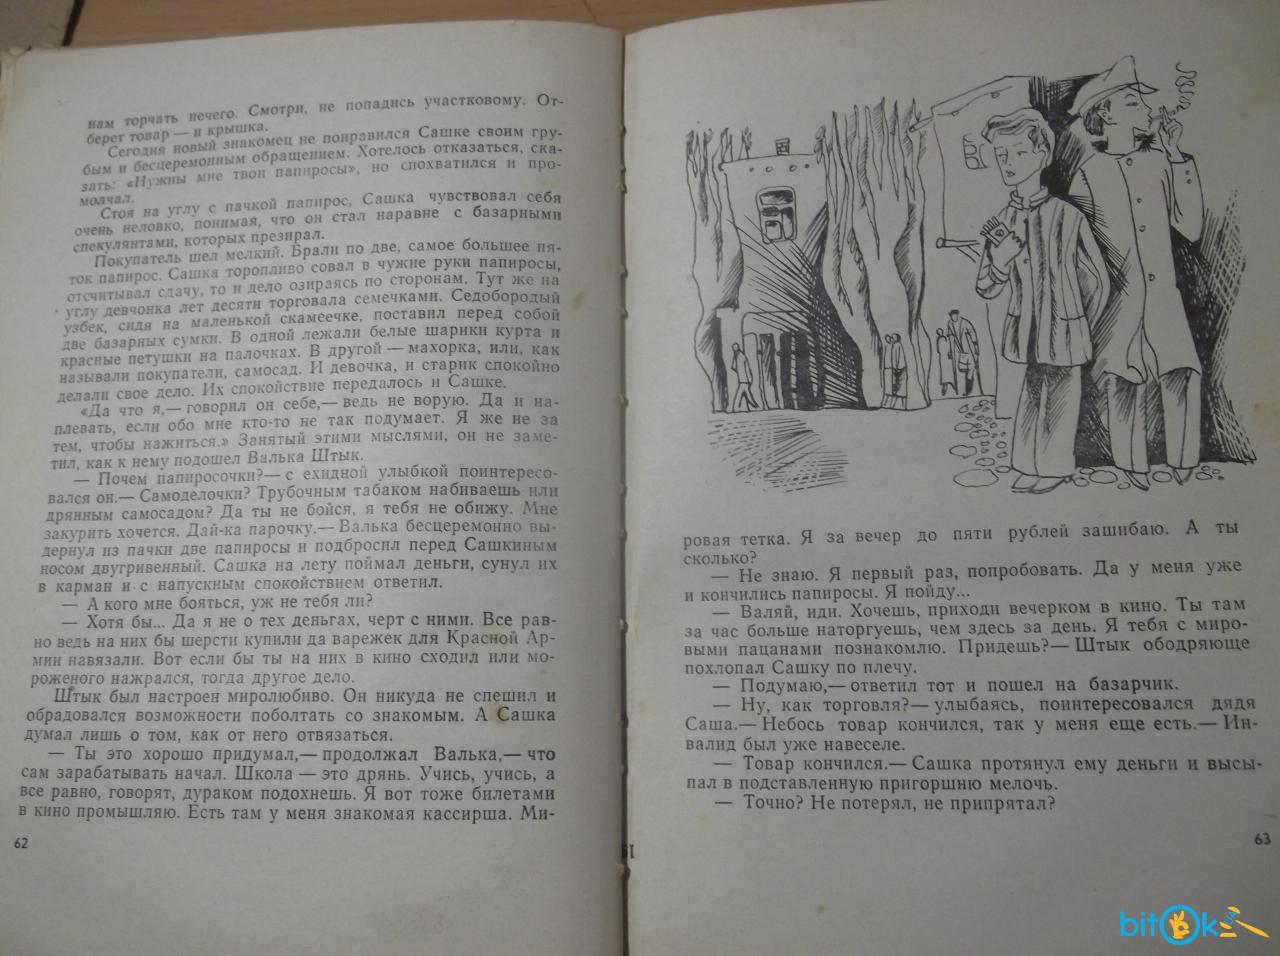 нам торчать нечего. Смотри, не попадись участковому. От-
берет товар — и крышка.
Сегодня новый знакомец не понравился Сашке своим гру-
бым и бесцеремонным обращением. Хотелось отказаться, ска-
зать: «Нужны мне твои папиросы», но спохватился и про-
молчал.
Стоя на углу с пачкой папирос, Сашка чувствовал себя
очень неловко, понимая, что он стал наравне с базарными
спекулянтами, которых презирал.
Покупатель шел мелкий. Брали по две, самое большее пя-
ток папирос. Сашка торопливо совал в чужие руки папиросы,
отсчитывал сдачу, то и дело озираясь по сторонам. Тут же на
углу девчонка лет десяти торговала семечками. Седобородый
узбек, сидя на маленькой скамеечке, поставил перед собой
две базарных сумки. В одной лежали белые шарики курта и
красные петушки на палочках. В другой — махорка, или, как
называли покупатели, самосад. И девочка, и старик спокойно
делали свое дело. Их спокойствие передалось и Сашке.
«Да что я,— говорил он себе,— ведь не ворую. Да и на-
плевать, если обо мне кто-то не так подумает. Я же не за
тем, чтобы нажиться.» Занятый этими мыслями, он не заме-
тил, как к нему подошел Валька Штык.
— Почем папиросочки?— с ехидной улыбкой поинтересо-
вался он.— Самоделочки? Трубочным табаком набиваешь или
дрянным самосадом? Да ты не бойся, я тебя не обижу. Мне
закурить хочется. Дай-ка парочку.— Валька бесцеремонно вы-
дернул из пачки две папиросы и подбросил перед Сашкиным
носом двугривенный. Сашка на лету поймал деньги, сунул их
в карман и с напускным спокойствием ответил.
— А кого мне бояться, уж не тебя ли?
— Хотя бы... Да я не о тех деньгах, черт с ними. Все рав-
но ведь на них бы шерсти купили да варежек для Красной Ар-
мии навязали. Вот если бы ты на них в кино сходил или мо-
роженого нажрался, тогда другое дело.
Штык был настроен миролюбиво. Он никуда не спешил и
обрадовался возможности поболтать со знакомым. А Сашка
думал лишь о том, как от него отвязаться.
— Ты это хорошо придумал,— продолжал Валька,— что
сам зарабатывать начал. Школа — это дрянь. Учись, учись, а
все равно, говорят, дураком подохнешь. Я вот тоже билетами
в кино промышляю. Есть там у меня знакомая кассирша. Ми-
62
ровая тетка. Я за вечер до пяти рублей зашибаю. А ты
сколько?
— Не знаю. Я первый раз, попробовать. Да у меня уже
и кончились папиросы. Я пойду...
— Валяй, иди. Хочешь, приходи вечерком в кино. Ты там
за час больше наторгуешь, чем здесь за день. Я тебя с миро-
выми пацанами познакомлю. Придешь?— Штык ободряюще
похлопал Сашку по плечу.
— Подумаю,— ответил тот и пошел на базарчик.
— Ну, как торговля?— улыбаясь, поинтересовался дядя
Саша.— Небось товар кончился, так у меня еще есть.— Ин-
валид был уже навеселе.
— Товар кончился.— Сашка протянул ему деньги и высы-
пал в подставленную пригоршню мелочь.
— Точно? Не потерял, не припрятал?
63
bitok.ua